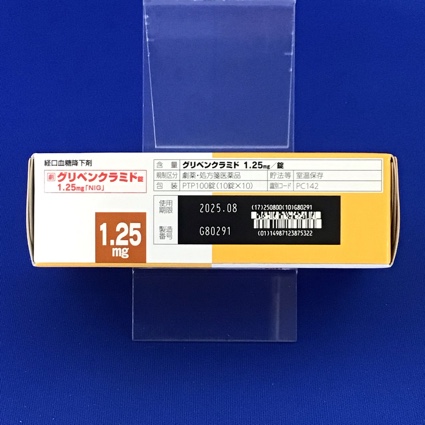 経口血糖降下剤
劇 グリベンクラミド錠
1.25mg「NIG」
1.25
mg
含量 グリベンクラミド 1.25mg/錠
規制区分 劇薬・処方箋医薬品 貯法等 室温保存
包装 PTP100錠(10錠×10) 識別コード PC142
使用
期限 2025.08
製造
番号 G80291
(17)250800(10)G80291
(01)14987123875322